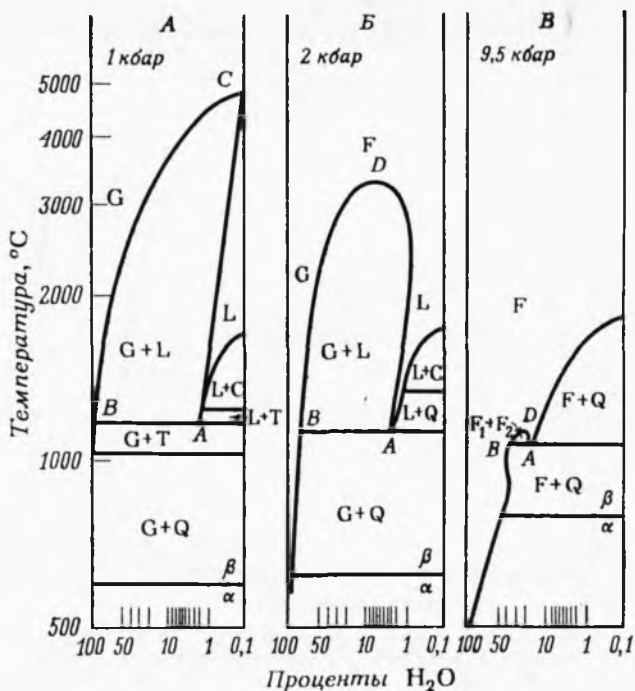 А
1 кбар
C
G
L
G+L
L+C
B
L+T
A
G+T
G+Q
β
α
Б
2 кбар
F
D
G
L
G+L
L+C
L+Q
B
A
G+Q
β
α
В
9,5 кбар
F
F+Q
F₁+F₂
D
B
A
F+Q
β
α
5000
4000
3000
2000
1000
500
Температура, °C
100 50 10 1 0,1
100 50 10 1 0,1
100 50 10 1 0,1
Проценты H₂O